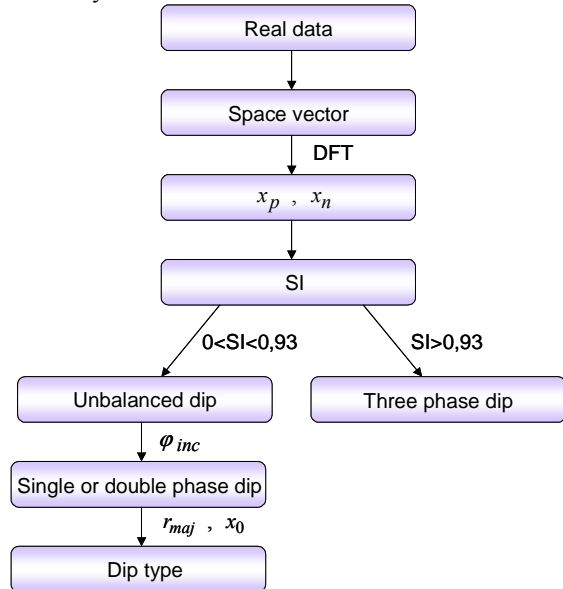 Real data
Space vector
DFT
x_p , x_n
SI
0<SI<0,93 SI>0,93
Unbalanced dip Three phase dip
φ_inc
Single or double phase dip
r_maj , x_0
Dip type